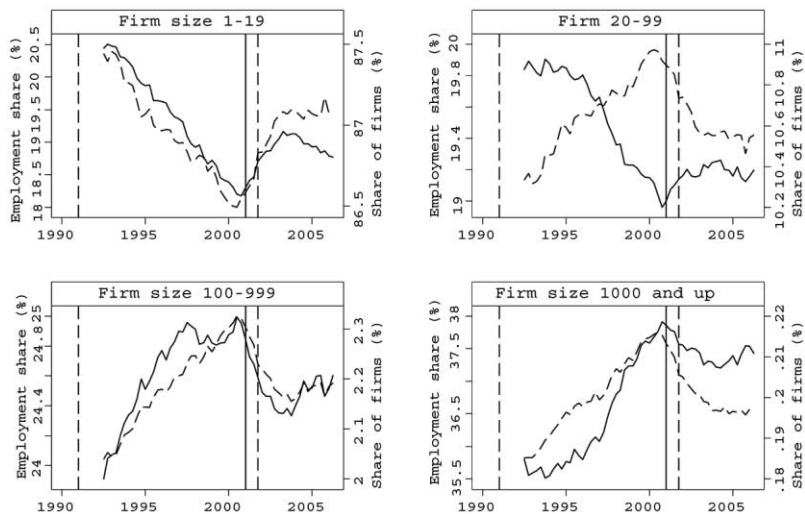 Firm size 1-19
Employment share (%)
18 18.5 19 19.5 20 20.5
86.5 87 87.5
Share of firms (%)
1990 1995 2000 2005
Firm 20-99
Employment share (%)
19 19.4 19.8 20
10.2 10.4 10.6 10.8 11
Share of firms (%)
1990 1995 2000 2005
Firm size 100-999
Employment share (%)
24 24.4 24.8 25
2 2.1 2.2 2.3
Share of firms (%)
1990 1995 2000 2005
Firm size 1000 and up
Employment share (%)
35.5 36.5 37.5 38
.18 .19 .2 .21 .22
Share of firms (%)
1990 1995 2000 2005